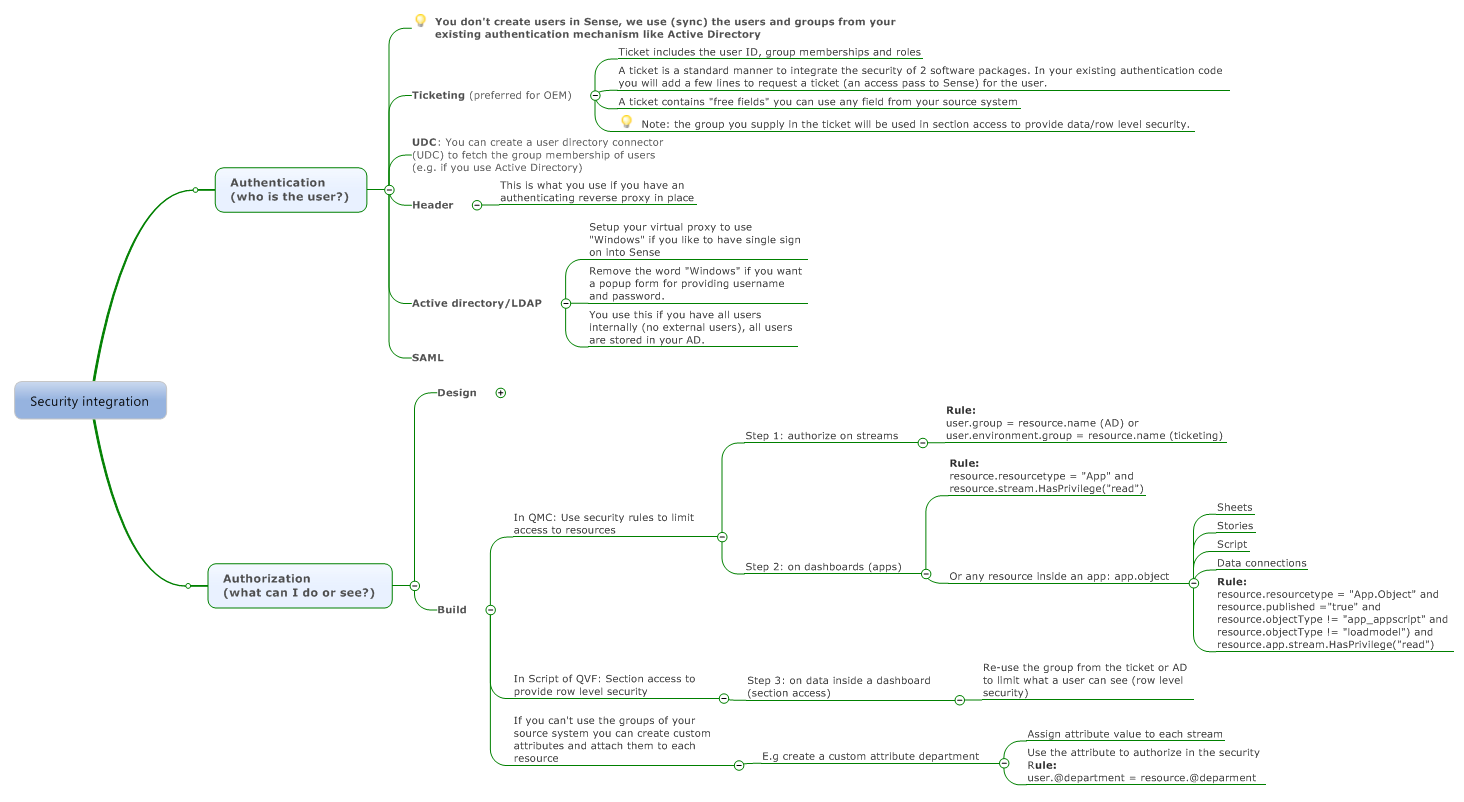 You don't create users in Sense, we use (sync) the users and groups from your
existing authentication mechanism like Active Directory
Ticket includes the user ID, group memberships and roles
A ticket is a standard manner to integrate the security of 2 software packages. In your existing authentication code
you will add a few lines to request a ticket (an access pass to Sense) for the user.
Ticketing (preferred for OEM)
A ticket contains "free fields" you can use any field from your source system
Note: the group you supply in the ticket will be used in section access to provide data/row level security.
UDC: You can create a user directory connector
(UDC) to fetch the group membership of users
(e.g. if you use Active Directory)
Authentication
(who is the user?)
This is what you use if you have an
authenticating reverse proxy in place
Header
Setup your virtual proxy to use
"Windows" if you like to have single sign
on into Sense
Remove the word "Windows" if you want
a popup form for providing username
and password.
Active directory/LDAP
You use this if you have all users
internally (no external users), all users
are stored in your AD.
SAML
Security integration
Design
Rule:
user.group = resource.name (AD) or
user.environment.group = resource.name (ticketing)
Step 1: authorize on streams
Rule:
resource.resourcetype = "App" and
resource.stream.HasPrivilege("read")
In QMC: Use security rules to limit
access to resources
Sheets
Stories
Script
Data connections
Step 2: on dashboards (apps)
Or any resource inside an app: app.object
Rule:
resource.resourcetype = "App.Object" and
resource.published ="true" and
resource.objectType != "app_appscript" and
resource.objectType != "loadmodel") and
resource.app.stream.HasPrivilege("read")
Authorization
(what can I do or see?)
Build
In Script of QVF: Section access to
provide row level security
Step 3: on data inside a dashboard
(section access)
Re-use the group from the ticket or AD
to limit what a user can see (row level
security)
If you can't use the groups of your
source system you can create custom
attributes and attach them to each
resource
E.g create a custom attribute department
Assign attribute value to each stream
Use the attribute to authorize in the security
Rule:
user.@department = resource.@deparment